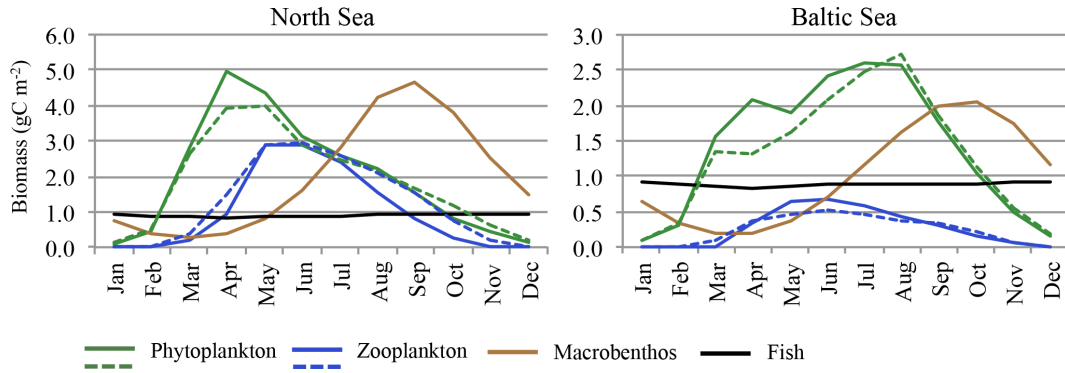 North Sea
Baltic Sea
Biomass (gC m-2)
6.0
5.0
4.0
3.0
2.0
1.0
0.0
Jan
Feb
Mar
Apr
May
Jun
Jul
Aug
Sep
Oct
Nov
Dec
3.0
2.5
2.0
1.5
1.0
0.5
0.0
Jan
Feb
Mar
Apr
May
Jun
Jul
Aug
Sep
Oct
Nov
Dec
Phytoplankton Zooplankton Macrobenthos Fish